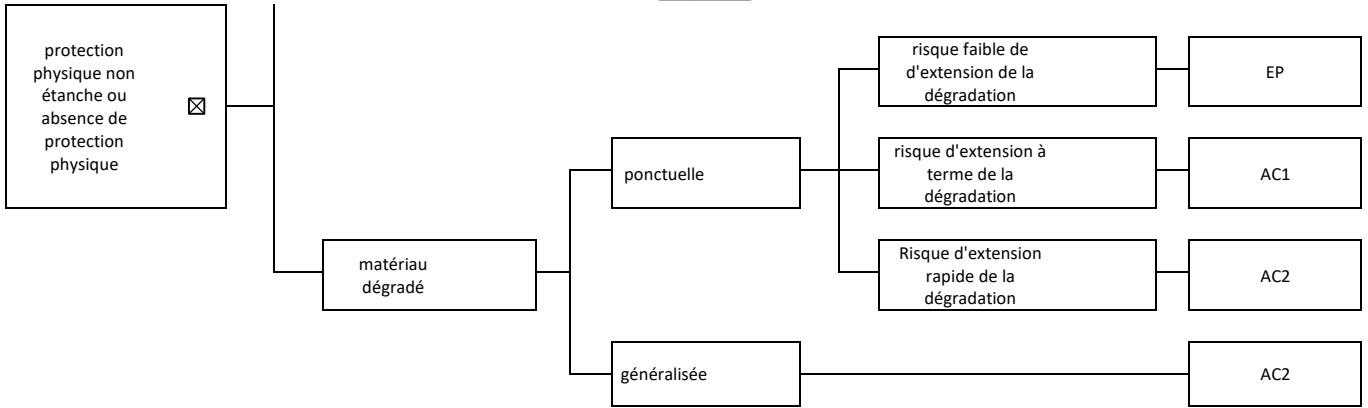 protection
physique non
étanche ou
absence de
protection
physique
risque faible de
d'extension de la
dégradation
EP
ponctuelle
risque d'extension à
terme de la
dégradation
AC1
matériau
dégradé
Risque d'extension
rapide de la
dégradation
AC2
généralisée
AC2